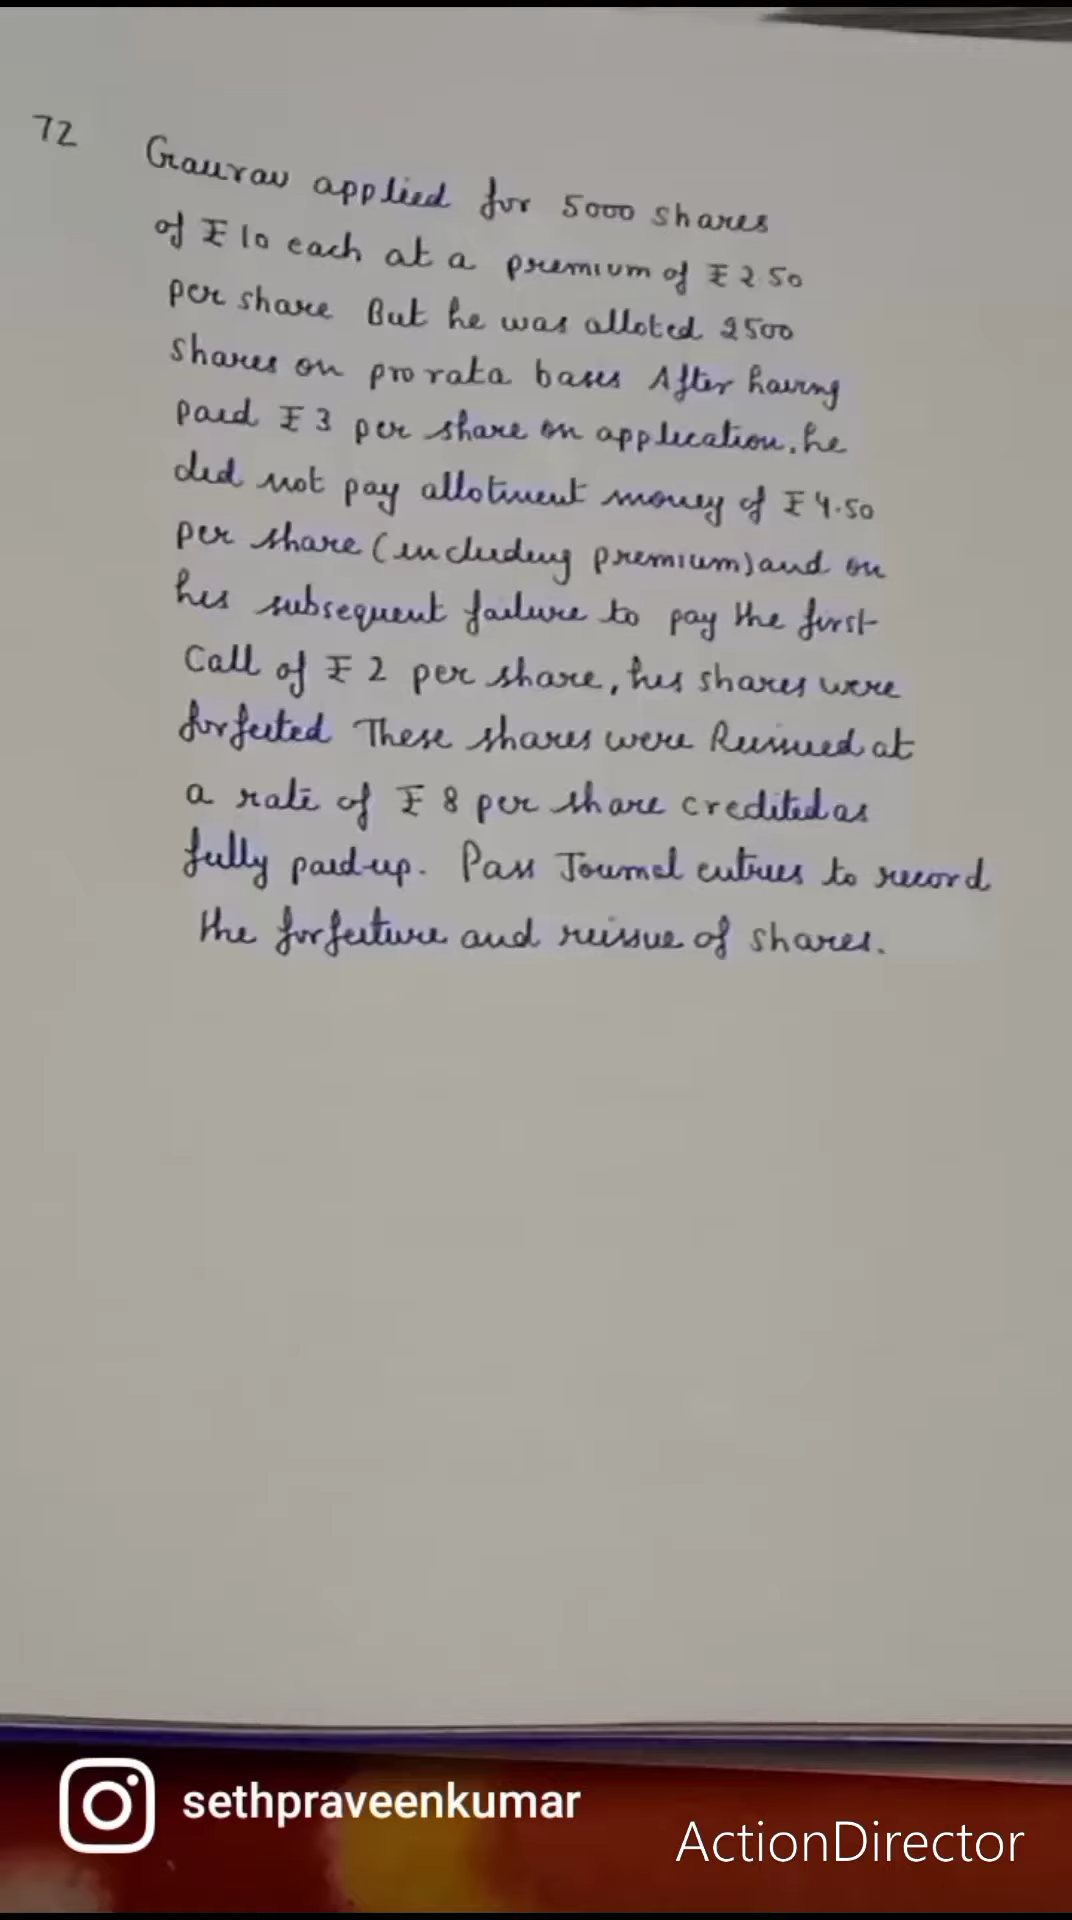 72
Gaurav applied for 5000 shares
of ₹ 10 each at a premium of ₹ 2.50
per share But he was alloted 2500
shares on pro rata bases After having
paid ₹ 3 per share on application, he
did not pay allotment money of ₹ 4.50
per share (including premium) and on
his subsequent failure to pay the first
Call of ₹ 2 per share, his shares were
forfeited These shares were Reissued at
a rate of ₹ 8 per share credited as
fully paid-up. Pass Journal entries to record
the forfeiture and reissue of shares.
sethpraveenkumar
ActionDirector